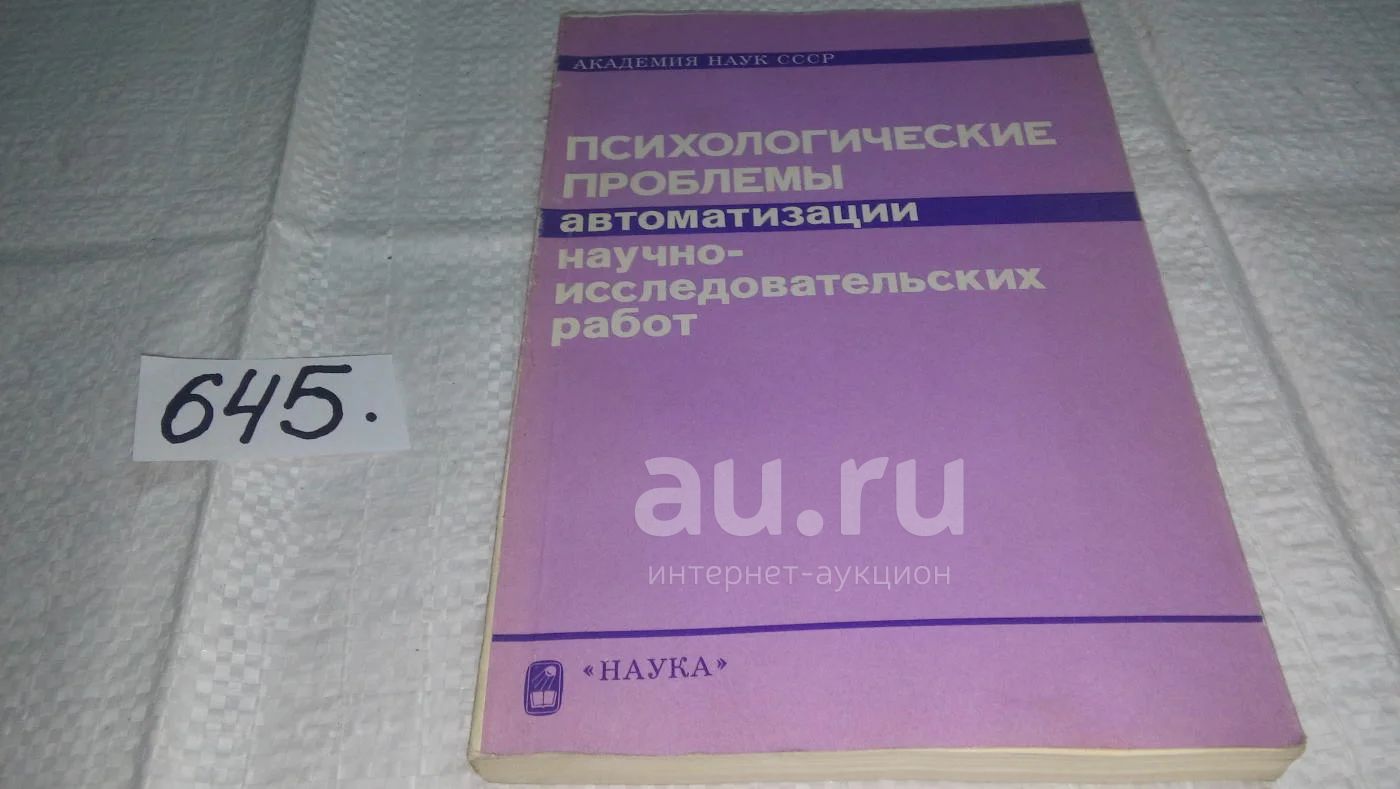 АКАДЕМИЯ НАУК СССР
ПСИХОЛОГИЧЕСКИЕ
ПРОБЛЕМЫ
автоматизации
научно-
исследовательских
работ
645.
au.ru
интернет-аукцион
«НАУКА»